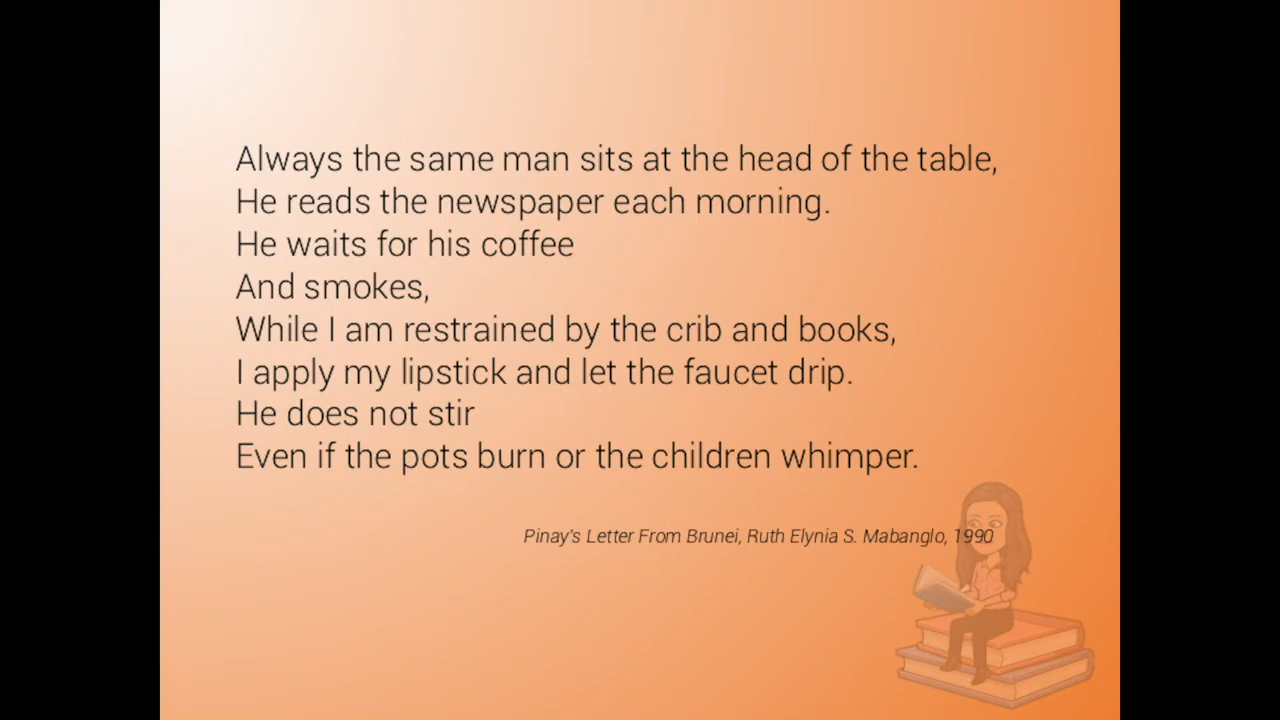 Always the same man sits at the head of the table,
He reads the newspaper each morning.
He waits for his coffee
And smokes,
While I am restrained by the crib and books,
I apply my lipstick and let the faucet drip.
He does not stir
Even if the pots burn or the children whimper.
Pinay's Letter From Brunei, Ruth Elynia S. Mabanglo, 1990